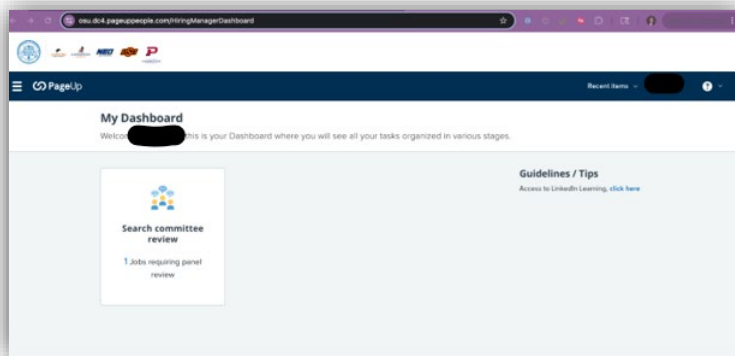 osu.dc4.pageuppeople.com/HiringManagerDashboard
NEO
PageUp
Recent items
?
My Dashboard
Welcom this is your Dashboard where you will see all your tasks organized in various stages.
Search committee
review
1 Jobs requiring panel
review
Guidelines / Tips
Access to LinkedIn Learning, click here